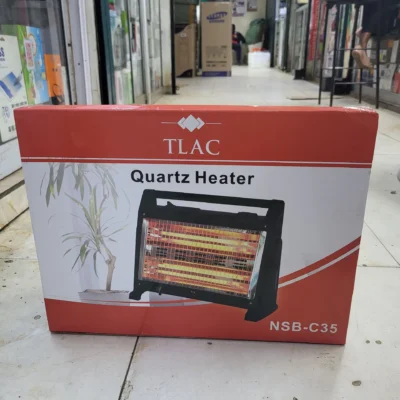 TLAC
Quartz Heater
NSB-C35